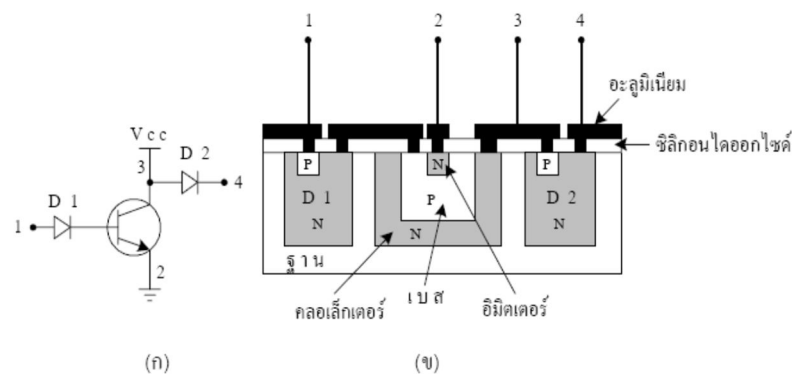 1 2 3 4
อะลูมิเนียม
ซิลิกอนไดออกไซด์
Vcc
3
D 2
4
D 1
1
2
P
D 1
N
N
P
N
P
D 2
N
ฐาน
คลอเล็กเตอร์
เบส
อิมิตเตอร์
(ก)
(ข)